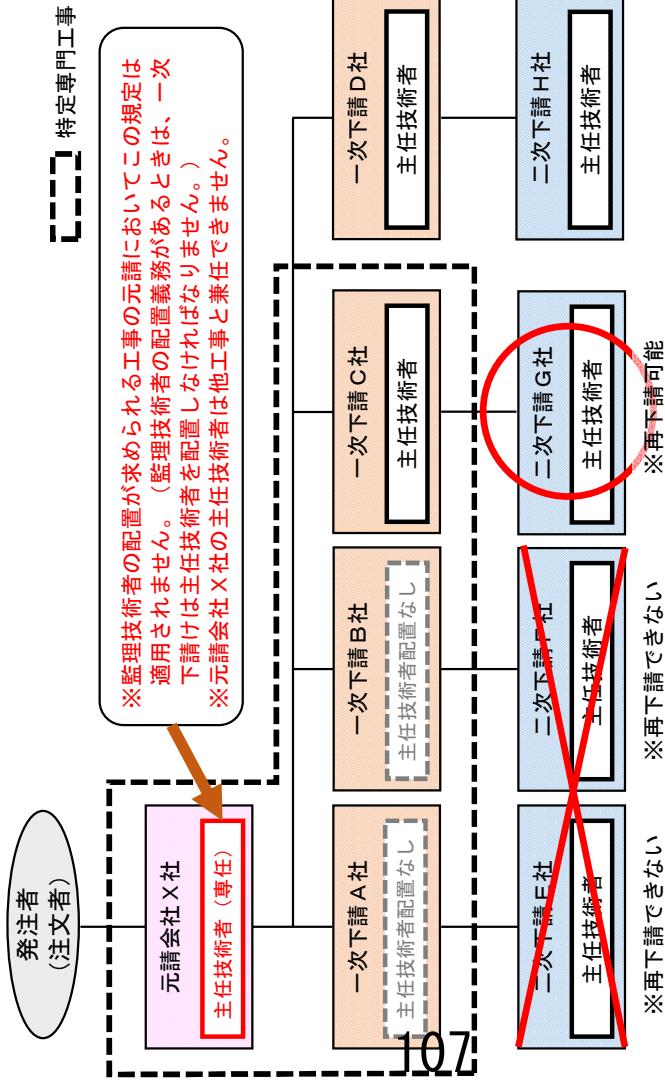 特定専門工事
発注者
(注文者)
※監理技術者の配置が求められる工事の元請においてこの規定は
適用されません。（監理技術者の配置義務があるときは、一次
下請けは主任技術者を配置しなければなりません。）
※元請会社X社の主任技術者は他工事と兼任できません。
元請会社X社
主任技術者（専任）
一次下請A社
主任技術者配置なし
一次下請B社
主任技術者配置なし
一次下請C社
主任技術者
一次下請D社
主任技術者
二次下請E社
主任技術者
※再下請できない
二次下請F社
主任技術者
※再下請できない
二次下請G社
主任技術者
※再下請可能
二次下請H社
主任技術者
107